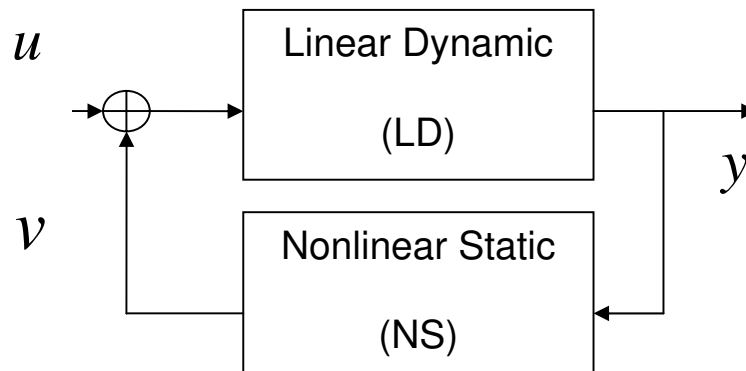 u
Linear Dynamic
(LD)
y
v
Nonlinear Static
(NS)